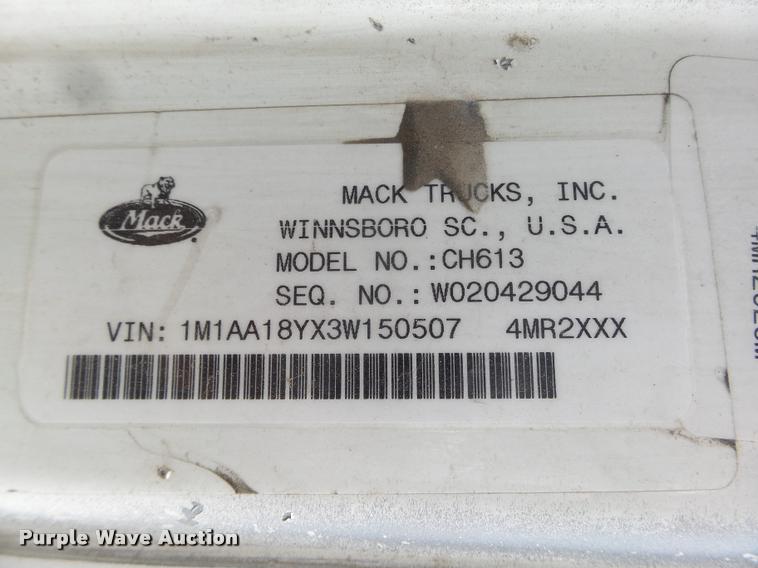 Mack
MACK TRUCKS, INC.
WINNSBORO SC., U.S.A.
MODEL NO.:CH613
SEQ. NO.: W020429044
VIN: 1M1AA18YX3W150507 4MR2XXX
Purple Wave Auction